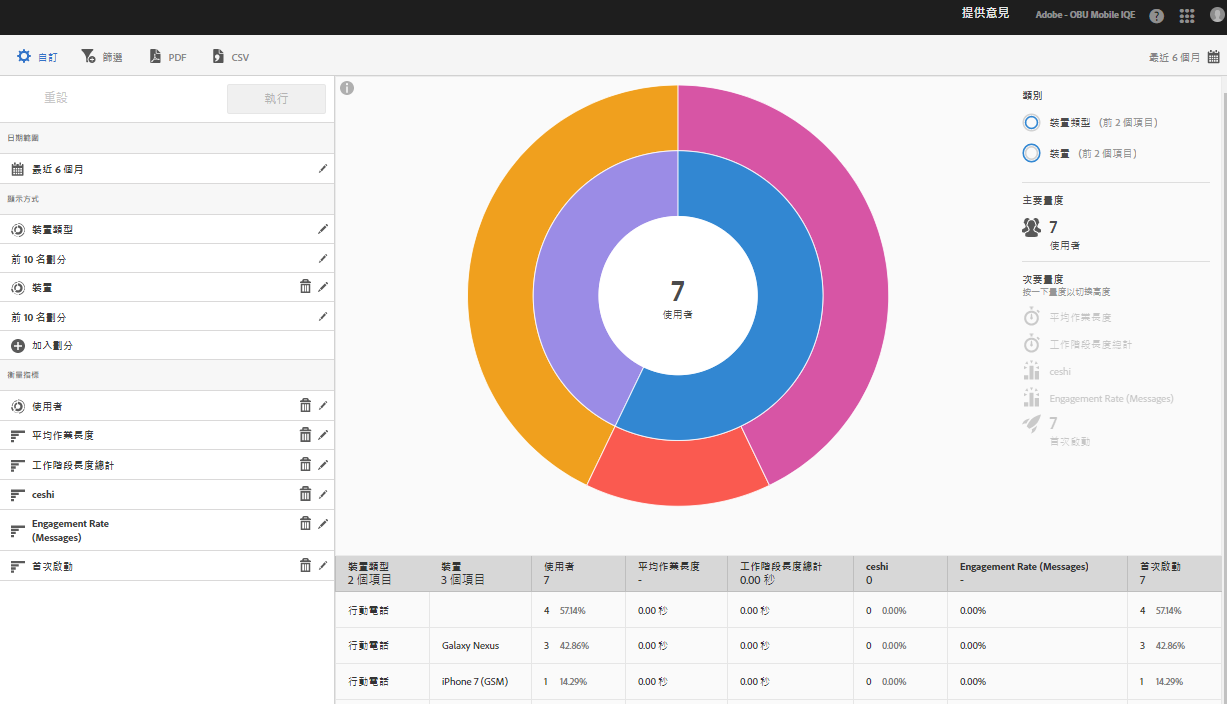 提供意見
Adobe - OBU Mobile IQE
自訂
篩選
PDF
CSV
最近 6 個月
重設
執行
日期範圍
最近 6 個月
顯示方式
裝置類型
前 10 名劃分
裝置
前 10 名劃分
加入劃分
衡量指標
使用者
平均作業長度
工作階段長度總計
ceshi
Engagement Rate
(Messages)
首次啟動
7
使用者
類別
裝置類型 (前 2 個項目)
裝置 (前 2 個項目)
主要量度
7
使用者
次要量度
按一下量度以切換高度
平均作業長度
工作階段長度總計
ceshi
Engagement Rate (Messages)
7
首次啟動
裝置類型 裝置 使用者 平均作業長度 工作階段長度總計 ceshi Engagement Rate (Messages) 首次啟動
2 個項目 3 個項目 7 - 0.00 秒 0 - 7
行動電話 4 57.14% 0.00 秒 0.00 秒 0 0.00% 0.00% 4 57.14%
行動電話 Galaxy Nexus 3 42.86% 0.00 秒 0.00 秒 0 0.00% 0.00% 3 42.86%
行動電話 iPhone 7 (GSM) 1 14.29% 0.00 秒 0.00 秒 0 0.00% 0.00% 1 14.29%